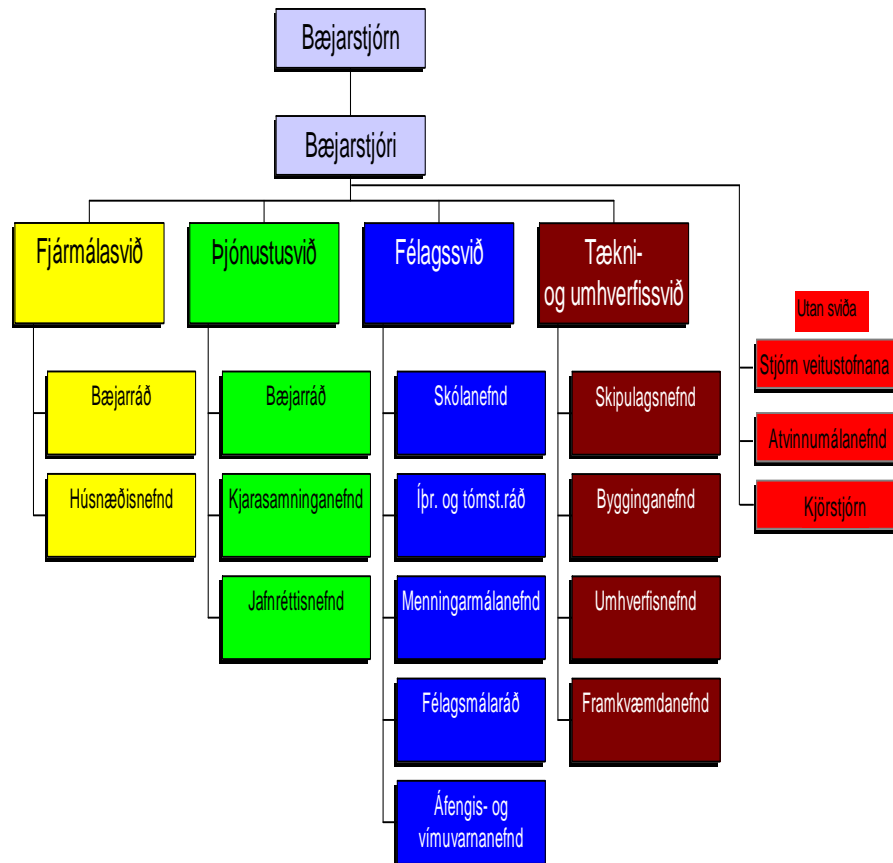 Bæjarstjórn
Bæjarstjóri
Fjármálasvið
Bæjarráð
Húsnæðisnefnd
Þjónustusvið
Bæjarráð
Kjarasamninganefnd
Jafnréttisnefnd
Félagssvið
Skólanefnd
Íþr. og tómst.ráð
Menningarmálanefnd
Félagsmálaráð
Áfengis- og
vímuvarnanefnd
Tækni-
og umhverfissvið
Skipulagsnefnd
Bygginganefnd
Umhverfisnefnd
Framkvæmdanefnd
Utan sviða
Stjórn veitustofnana
Atvinnumálanefnd
Kjörstjórn